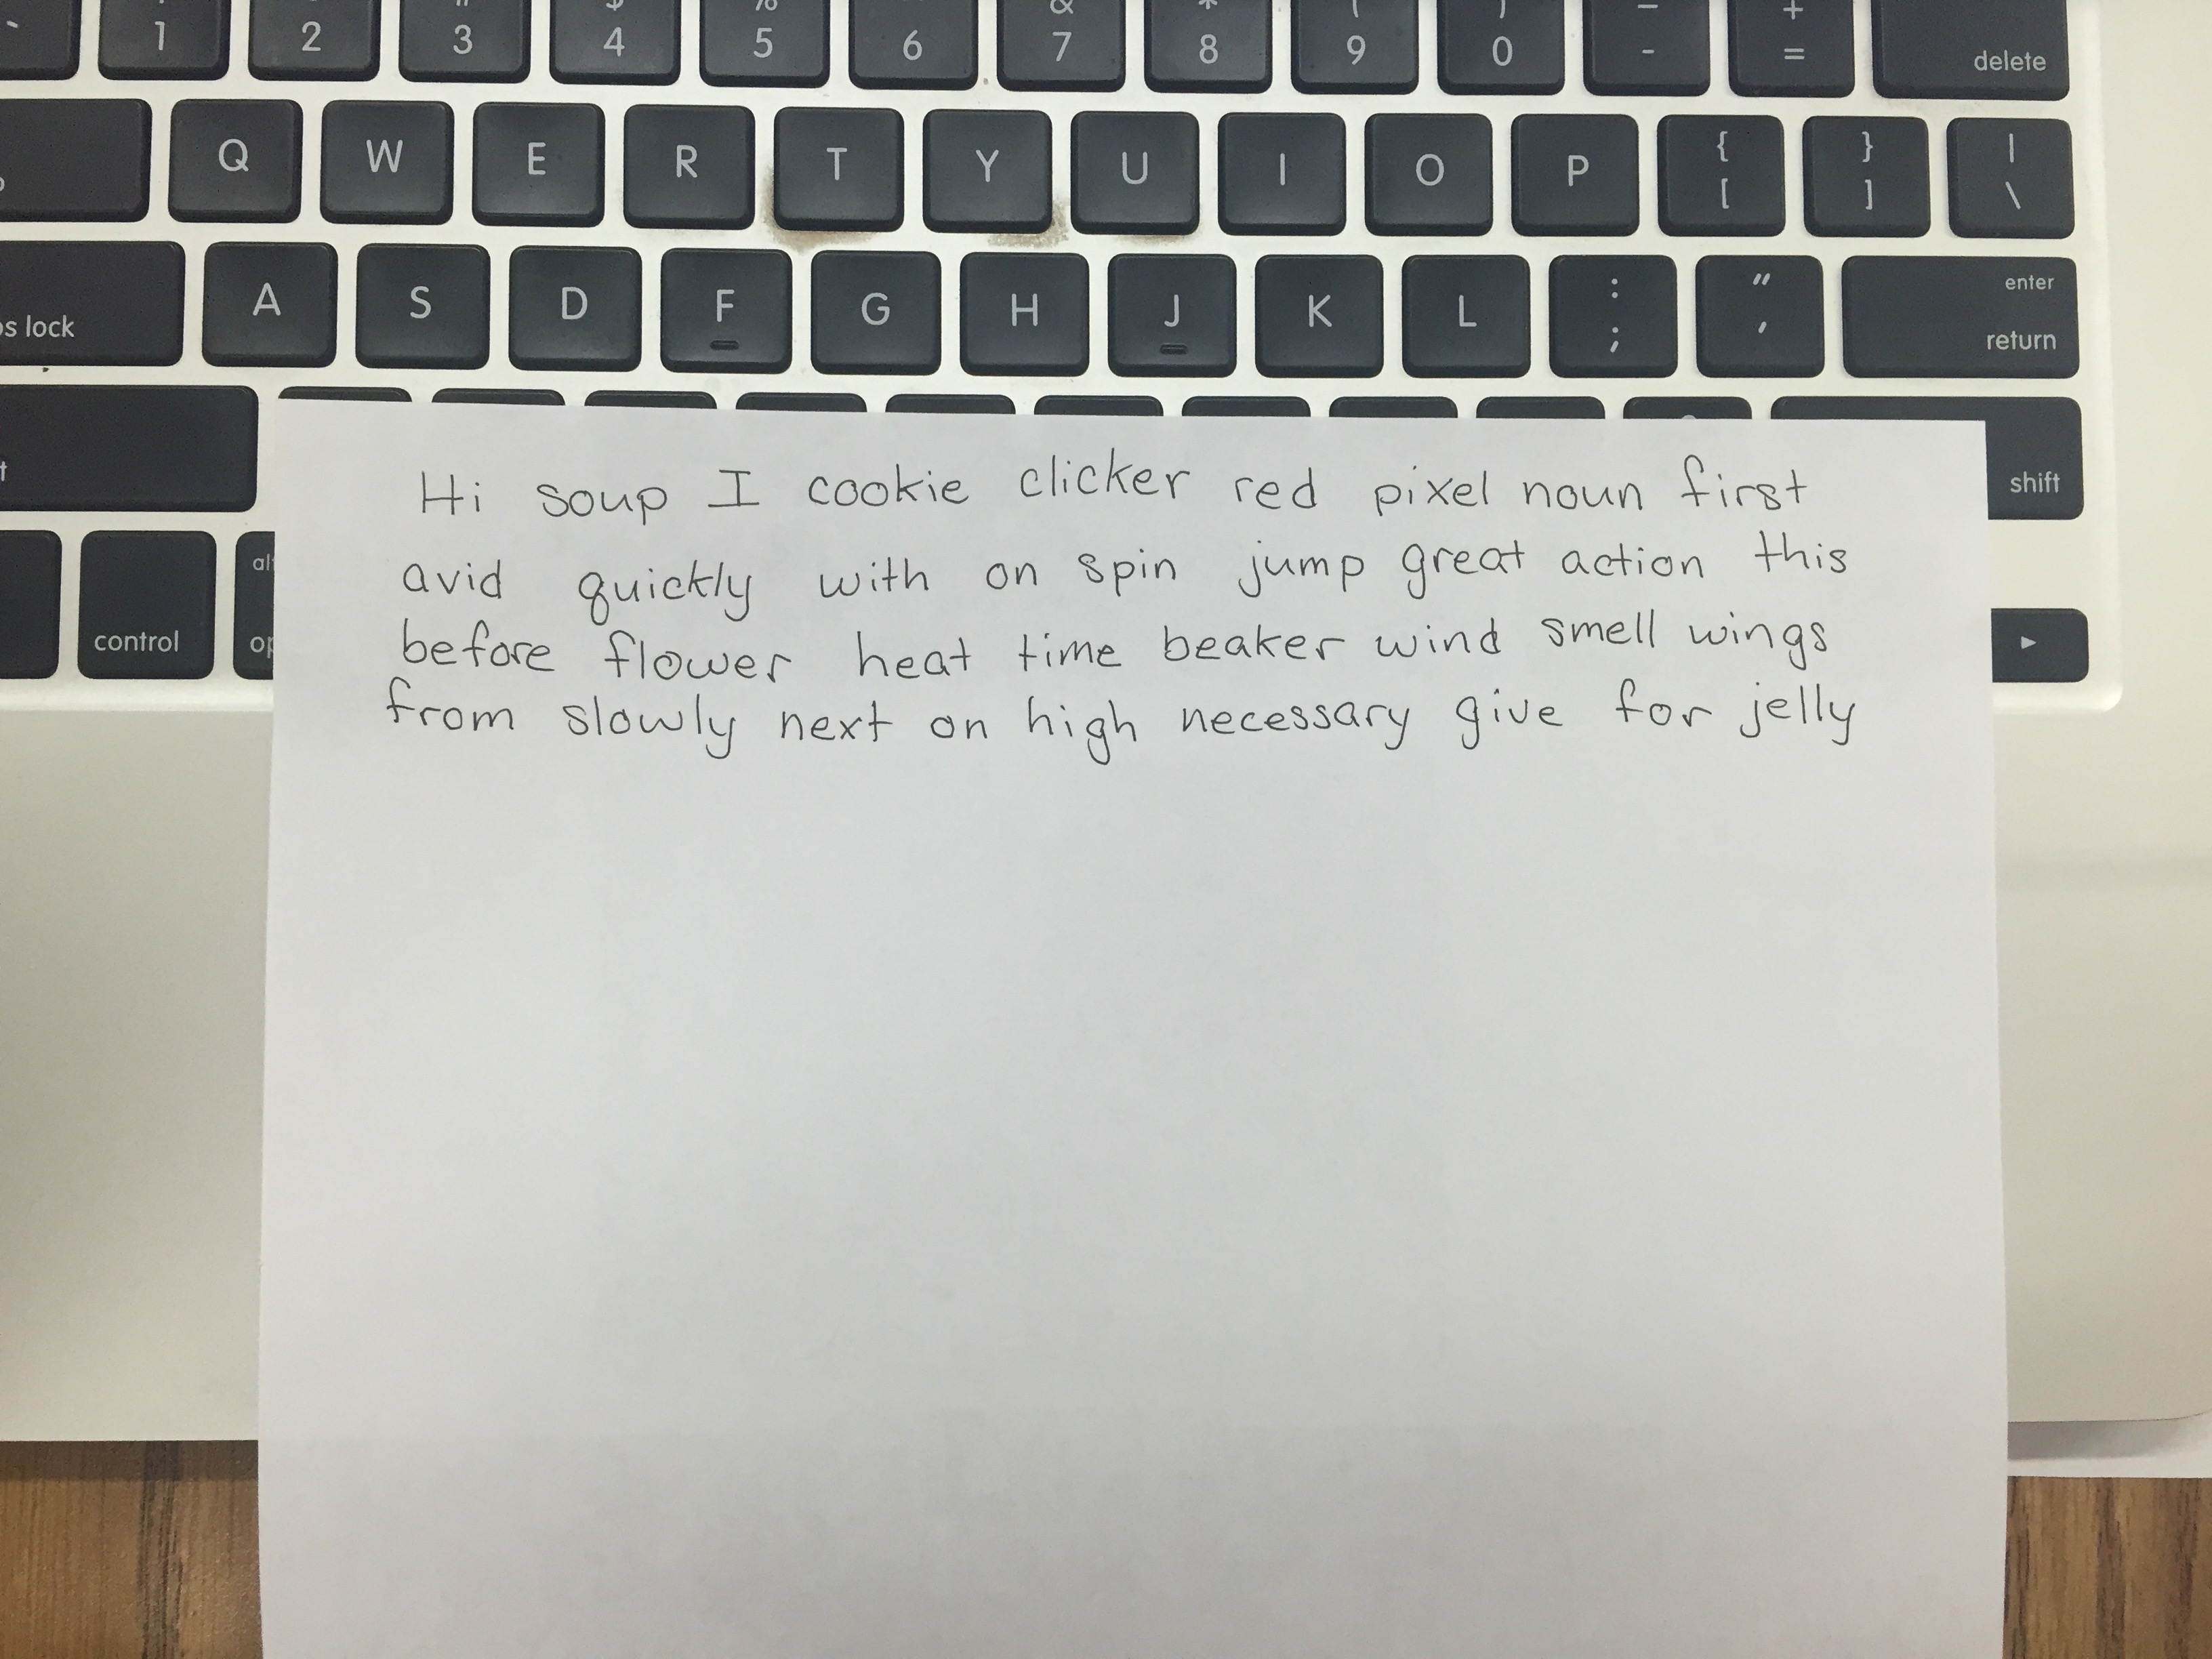 1 2 3 4 5 6 7 8 9 0 - + = delete
Q W E R T Y U I O P { [ } ] | \
s lock A S D F G H J K L : ; " ' enter return
shift
control
Hi soup I cookie clicker red pixel noun first
avid quickly with on spin jump great action this
before flower heat time beaker wind smell wings
from slowly next on high necessary give for jelly